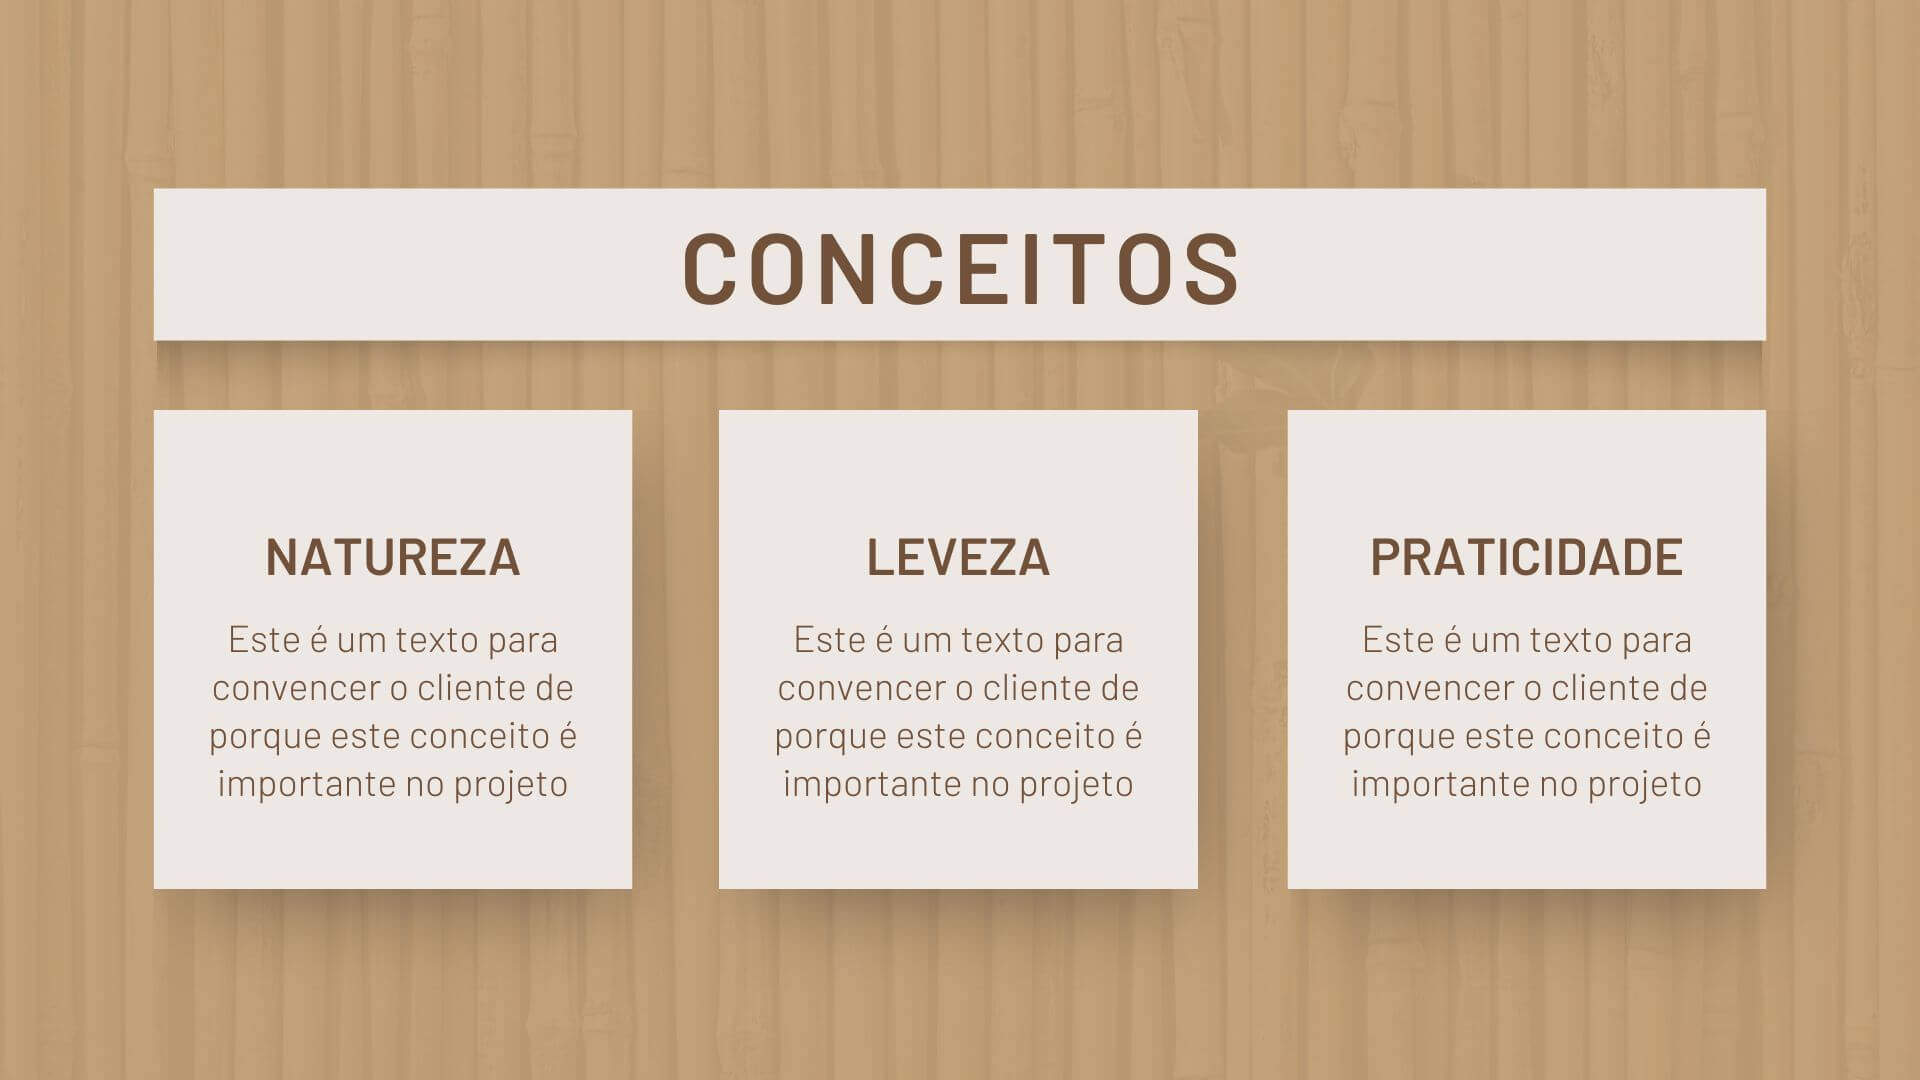 CONCEITOS
NATUREZA
Este é um texto para
convencer o cliente de
porque este conceito é
importante no projeto
LEVEZA
Este é um texto para
convencer o cliente de
porque este conceito é
importante no projeto
PRATICIDADE
Este é um texto para
convencer o cliente de
porque este conceito é
importante no projeto